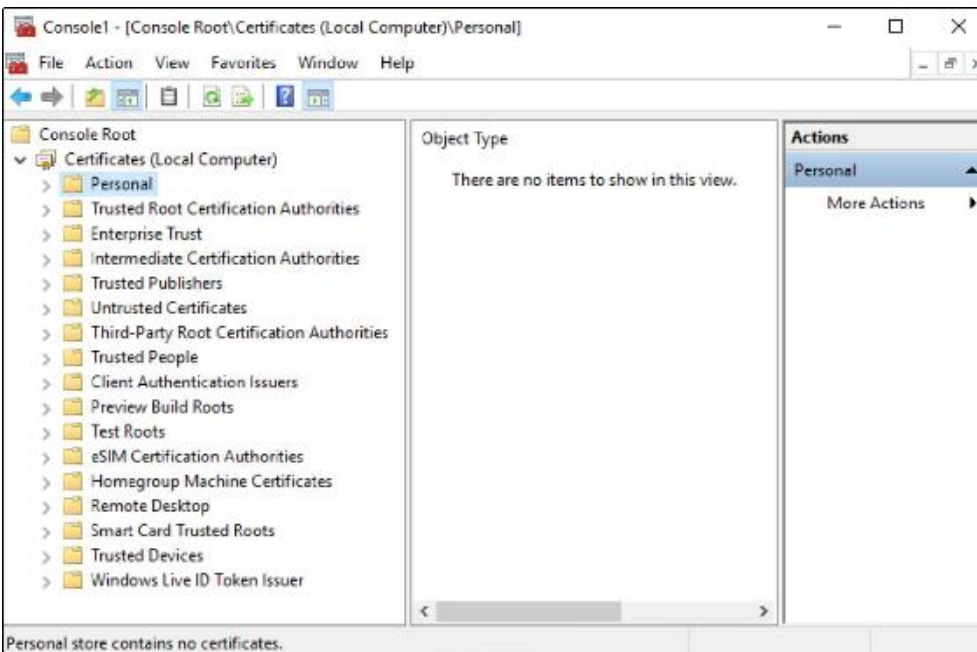 Console1 - [Console Root\Certificates (Local Computer)\Personal]
File Action View Favorites Window Help
Console Root
Certificates (Local Computer)
Personal
Trusted Root Certification Authorities
Enterprise Trust
Intermediate Certification Authorities
Trusted Publishers
Untrusted Certificates
Third-Party Root Certification Authorities
Trusted People
Client Authentication Issuers
Preview Build Roots
Test Roots
eSIM Certification Authorities
Homegroup Machine Certificates
Remote Desktop
Smart Card Trusted Roots
Trusted Devices
Windows Live ID Token Issuer
Object Type
There are no items to show in this view.
Actions
Personal
More Actions
Personal store contains no certificates.